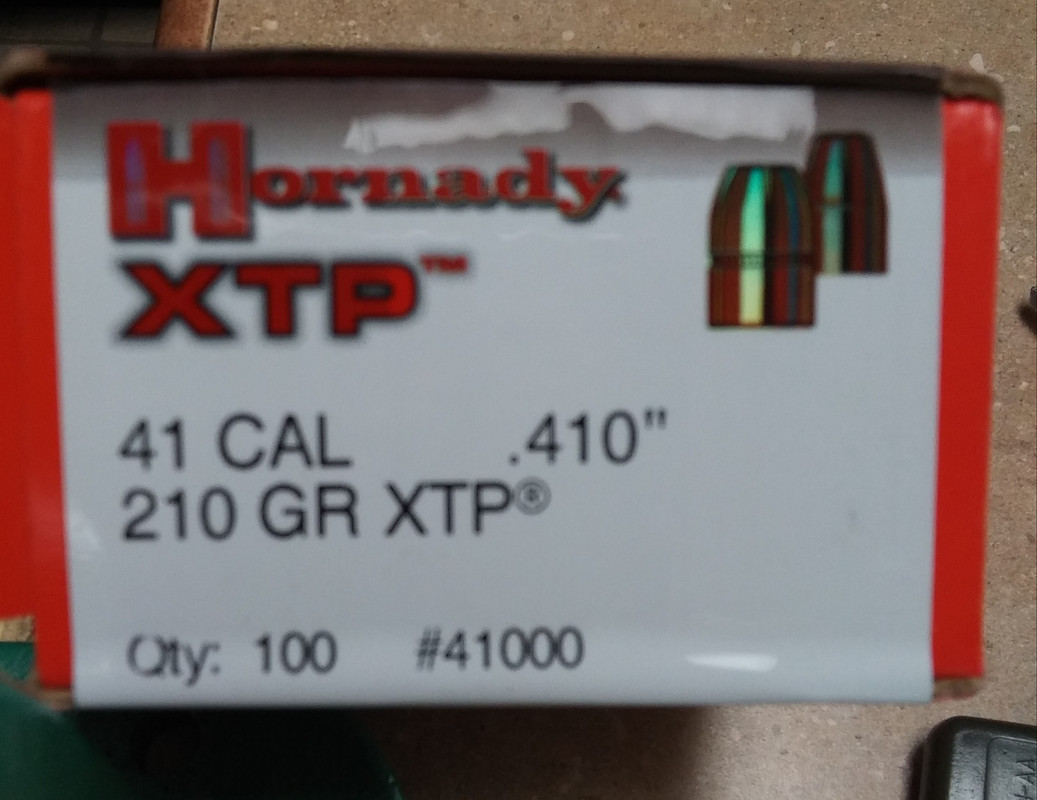 Hornady
XTP™
41 CAL .410"
210 GR XTP®
Qty: 100 #41000